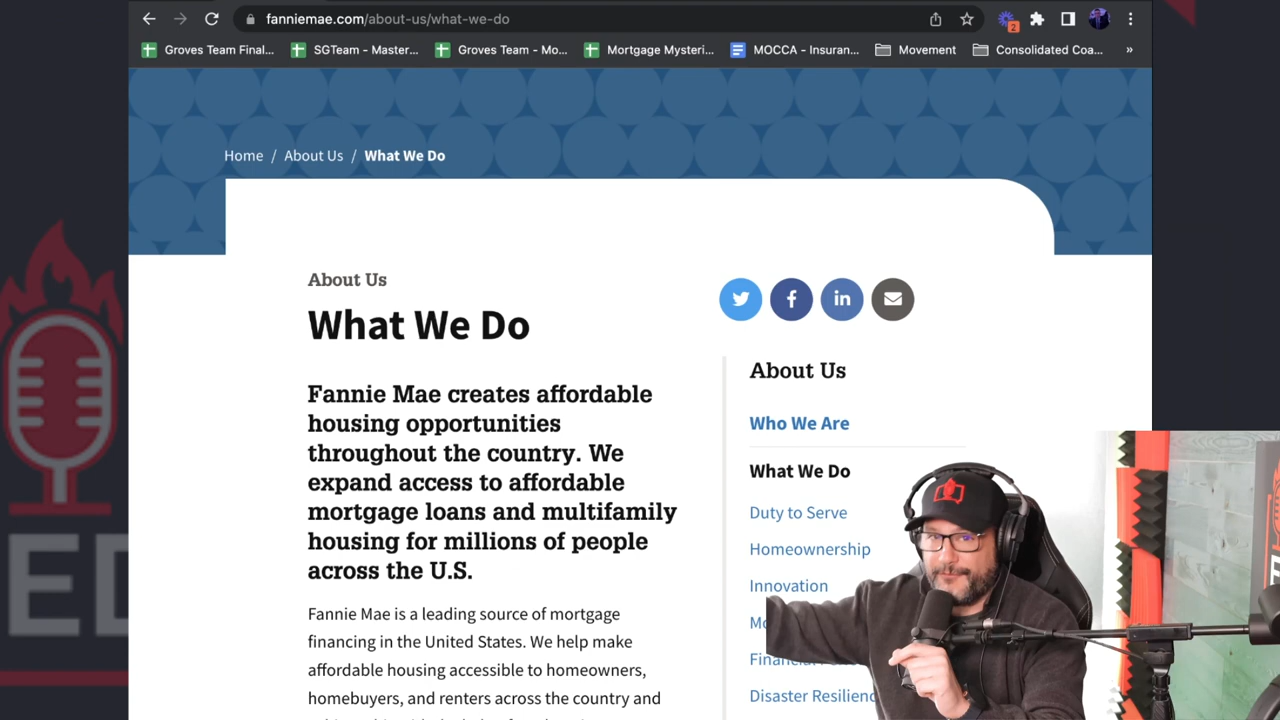 fanniemae.com/about-us/what-we-do
2
Groves Team Final...
SGTeam - Master...
Groves Team - Mo...
Mortgage Mysteri...
MOCCA - Insuran...
Movement
Consolidated Coa...
»
Home / About Us / What We Do
About Us
What We Do
Fannie Mae creates affordable
housing opportunities
throughout the country. We
expand access to affordable
mortgage loans and multifamily
housing for millions of people
across the U.S.
Fannie Mae is a leading source of mortgage
financing in the United States. We help make
affordable housing accessible to homeowners,
homebuyers, and renters across the country and
About Us
Who We Are
What We Do
Duty to Serve
Homeownership
Innovation
Disaster Resilienc
ED